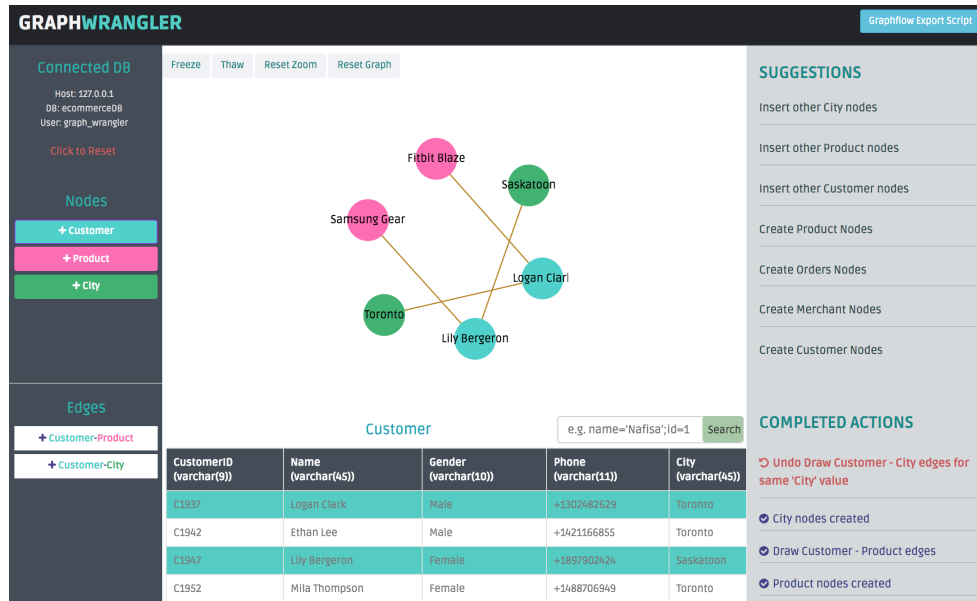 GRAPHWRANGLER
Graphflow Export Script
Connected DB
Host: 127.0.0.1
DB: ecommerceDB
User: graph_wrangler
Click to Reset
Nodes
+ Customer
+ Product
+ City
Edges
+ Customer-Product
+ Customer-City
Freeze Thaw Reset Zoom Reset Graph
Fitbit Blaze
Saskatoon
Samsung Gear
Logan Clarl
Toronto
Lily Bergeron
Customer
e.g. name='Nafisa';id=1 Search
CustomerID Name Gender Phone City
(varchar(9)) (varchar(45)) (varchar(10)) (varchar(11)) (varchar(45))
C1937 Logan Clark Male +1302482629 Toronto
C1942 Ethan Lee Male +1421166855 Toronto
C1947 Lily Bergeron Female +1897902424 Saskatoon
C1952 Mila Thompson Female +1488706949 Toronto
SUGGESTIONS
Insert other City nodes
Insert other Product nodes
Insert other Customer nodes
Create Product Nodes
Create Orders Nodes
Create Merchant Nodes
Create Customer Nodes
COMPLETED ACTIONS
Undo Draw Customer - City edges for
same 'City' value
City nodes created
Draw Customer - Product edges
Product nodes created